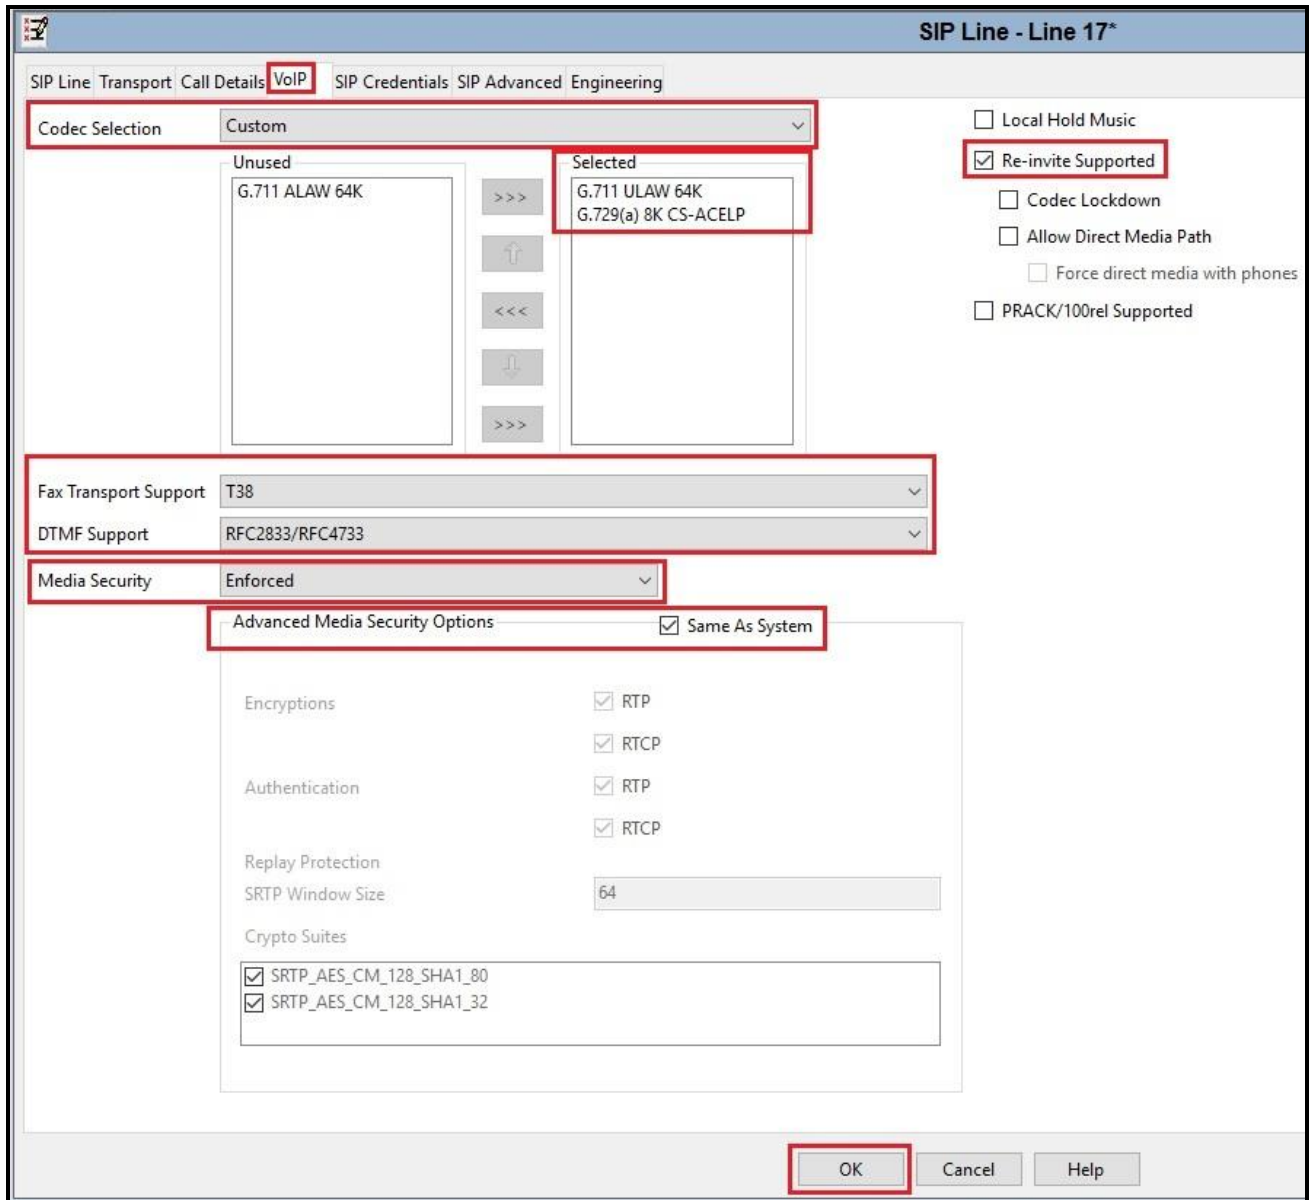 SIP Line - Line 17*
SIP Line Transport Call Details VoIP SIP Credentials SIP Advanced Engineering
Codec Selection Custom
Unused
G.711 ALAW 64K
>>>
<<<
>>>
Selected
G.711 ULAW 64K
G.729(a) 8K CS-ACELP
Local Hold Music
Re-invite Supported
Codec Lockdown
Allow Direct Media Path
Force direct media with phones
PRACK/100rel Supported
Fax Transport Support T38
DTMF Support RFC2833/RFC4733
Media Security Enforced
Advanced Media Security Options Same As System
Encryptions RTP
RTCP
Authentication RTP
RTCP
Replay Protection
SRTP Window Size 64
Crypto Suites
SRTP_AES_CM_128_SHA1_80
SRTP_AES_CM_128_SHA1_32
OK Cancel Help